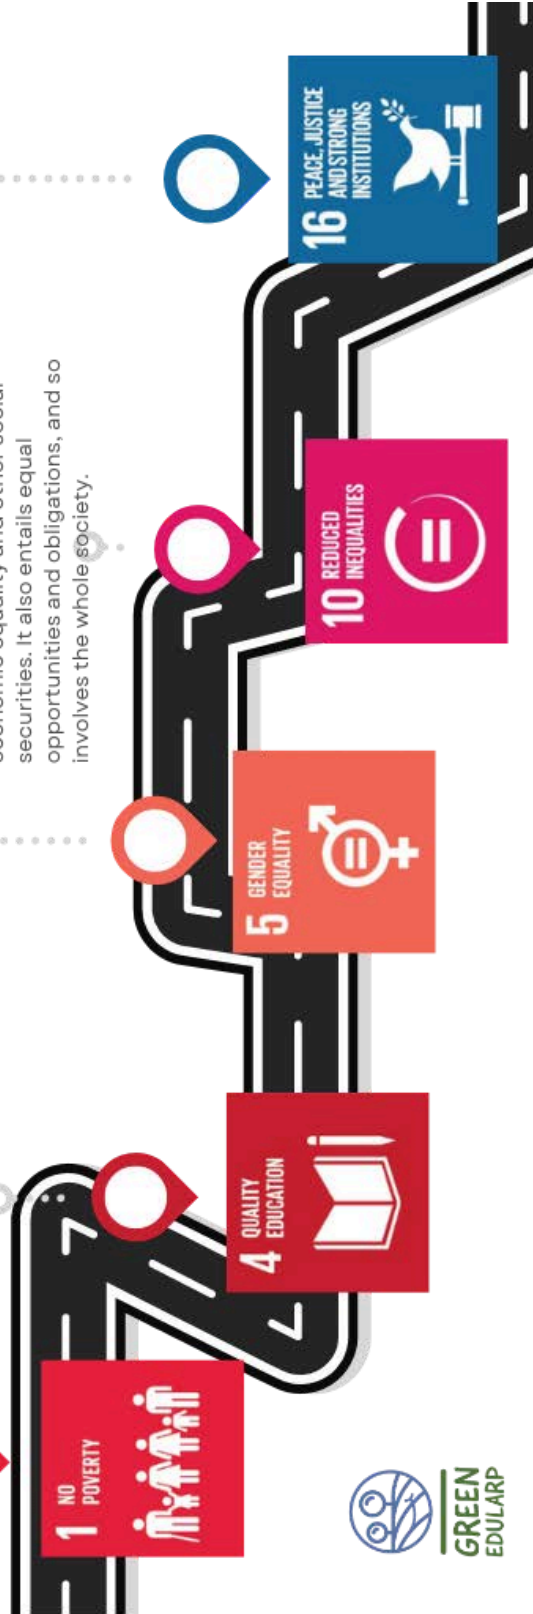 securities. It also entails equal
opportunities and obligations, and so
involves the whole society.
1 NO
POVERTY
4 QUALITY
EDUCATION
5 GENDER
EQUALITY
10 REDUCED
INEQUALITIES
16 PEACE, JUSTICE
AND STRONG
INSTITUTIONS
GREEN
EDULARP